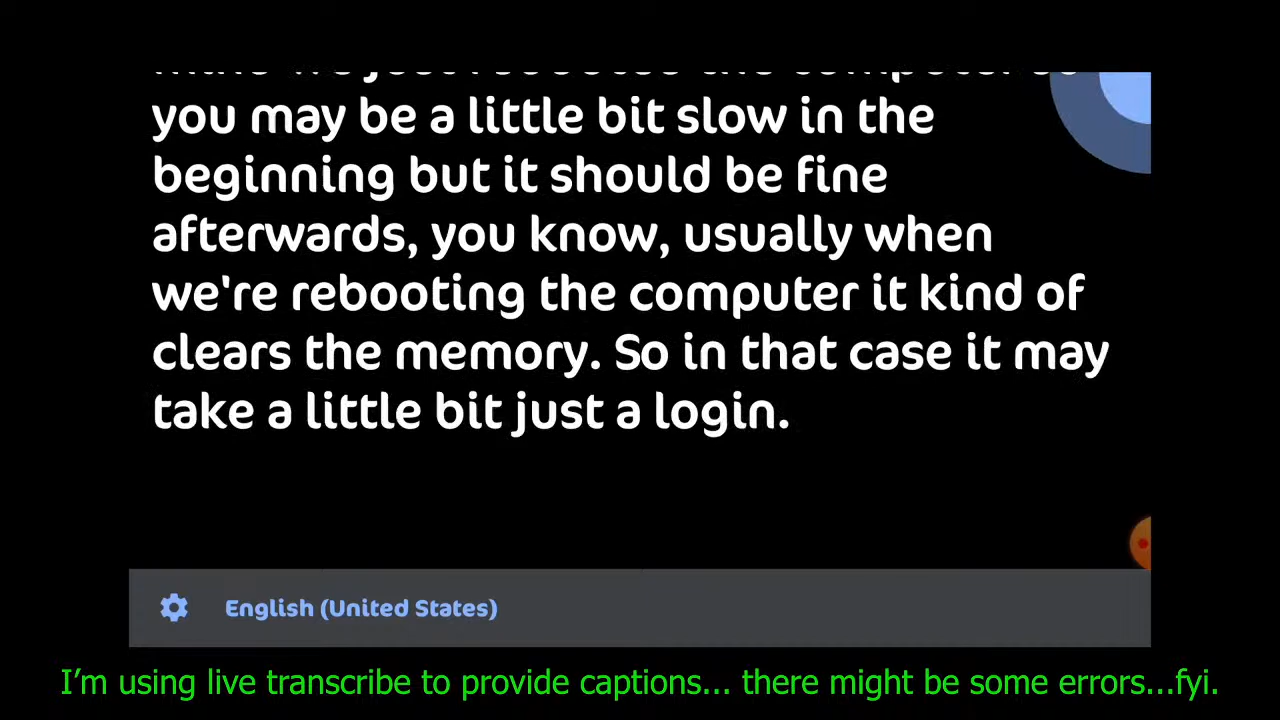 you may be a little bit slow in the
beginning but it should be fine
afterwards, you know, usually when
we're rebooting the computer it kind of
clears the memory. So in that case it may
take a little bit just a login.
English (United States)
I'm using live transcribe to provide captions... there might be some errors...fyi.